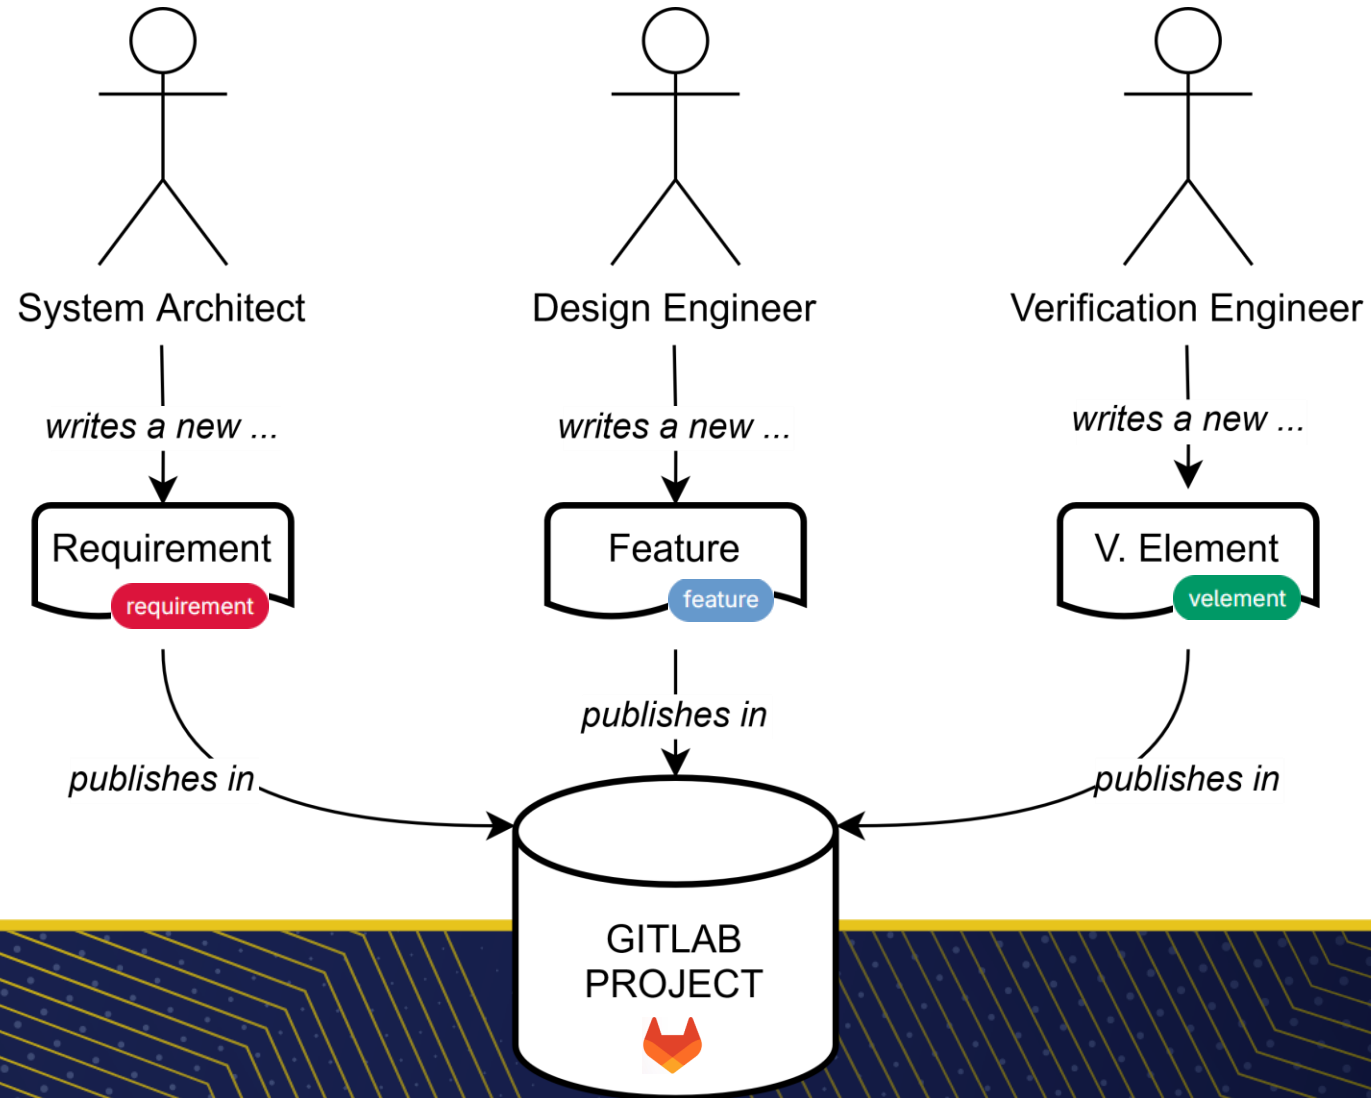 System Architect
Design Engineer
Verification Engineer
writes a new ...
writes a new ...
writes a new ...
Requirement
requirement
Feature
feature
V. Element
velement
publishes in
publishes in
publishes in
GITLAB
PROJECT